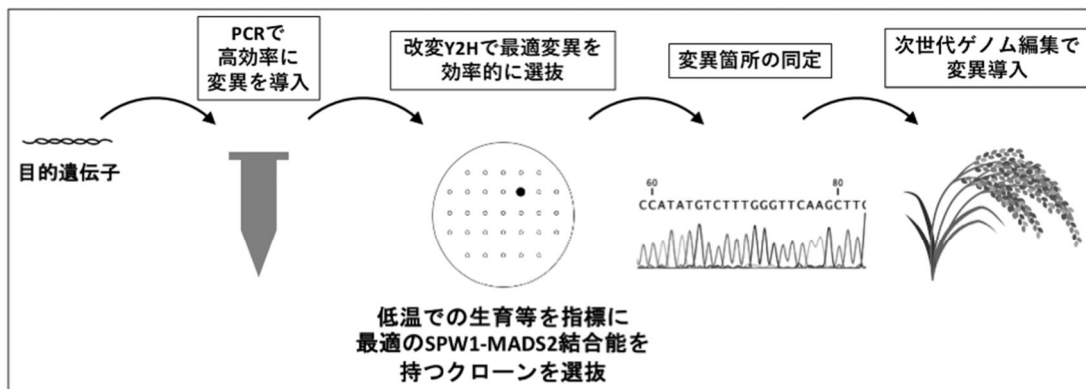 PCRで
高効率に
変異を導入
改変Y2Hで最適変異を
効率的に選抜
変異箇所の同定
次世代ゲノム編集で
変異導入
目的遺伝子
60 80
CCATATGTCTTTGGGTTCAAGCTTC
低温での生育等を指標に
最適のSPW1-MADS2結合能を
持つクローンを選抜